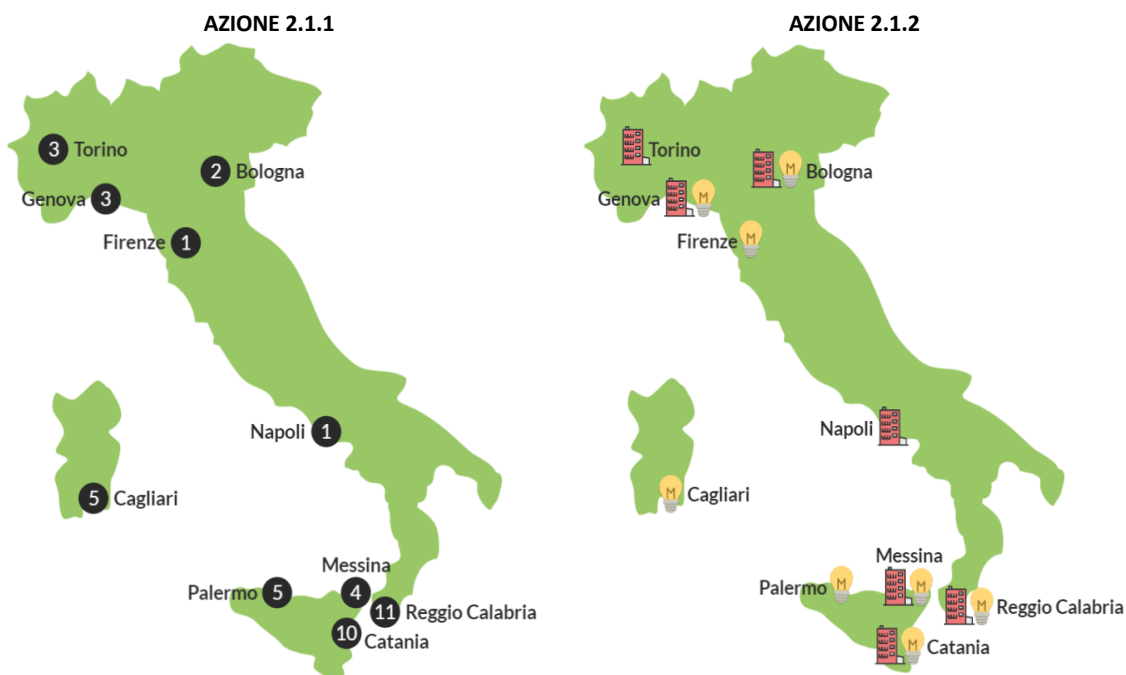 AZIONE 2.1.1
3 Torino
2 Bologna
Genova 3
Firenze 1
Napoli 1
5 Cagliari
Messina
Palermo 5
4
11 Reggio Calabria
10 Catania
AZIONE 2.1.2
Torino
M Bologna
Genova M
Firenze M
Napoli
M Cagliari
Messina
Palermo M
M
M Reggio Calabria
M Catania